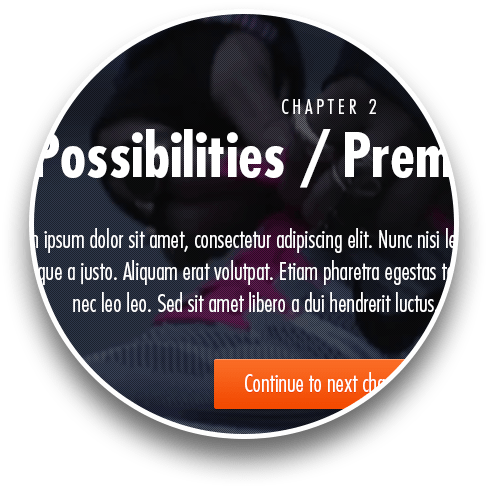 CHAPTER 2
Possibilities / Prem
ipsum dolor sit amet, consectetur adipiscing elit. Nunc nisi le
que a justo. Aliquam erat volutpat. Etiam pharetra egestas
nec leo leo. Sed sit amet libero a dui hendrerit luctus
Continue to next cha